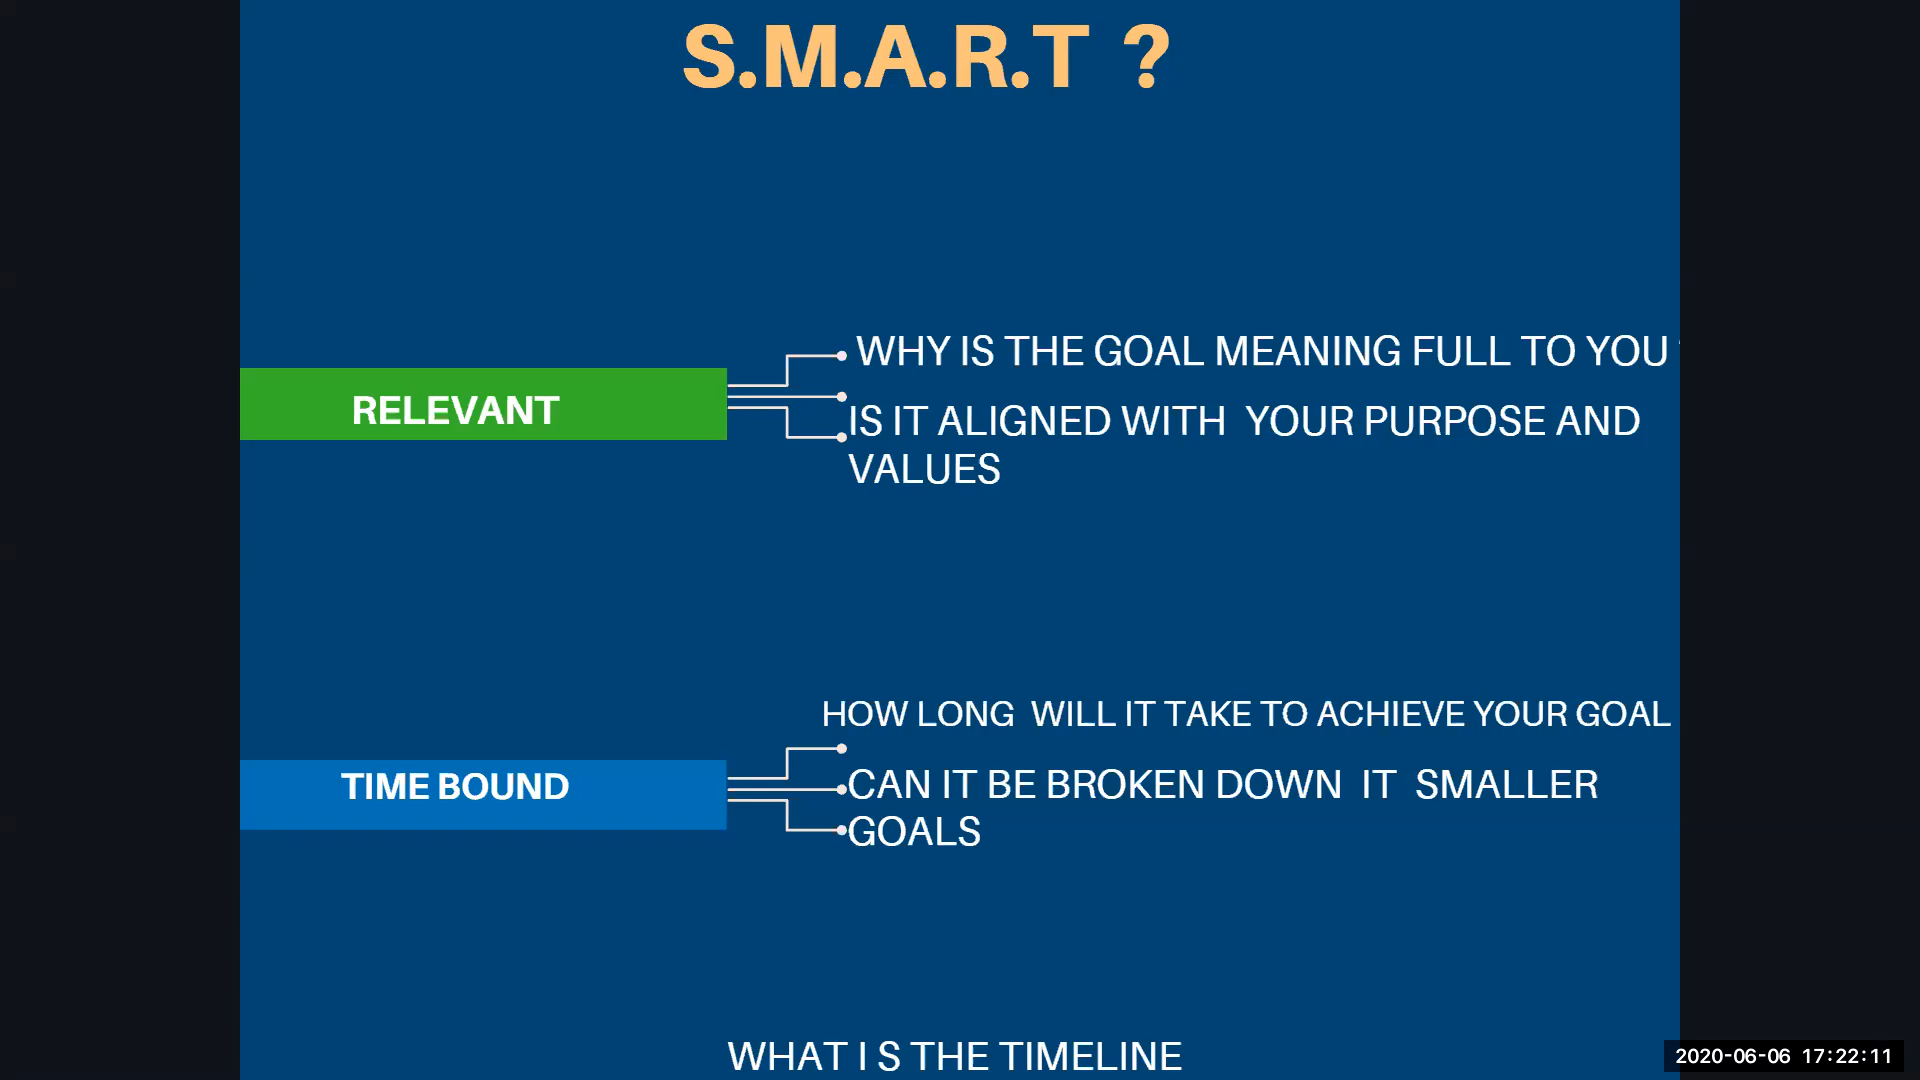 S.M.A.R.T ?
WHY IS THE GOAL MEANING FULL TO YOU
RELEVANT
IS IT ALIGNED WITH YOUR PURPOSE AND
VALUES
HOW LONG WILL IT TAKE TO ACHIEVE YOUR GOAL
TIME BOUND
CAN IT BE BROKEN DOWN IT SMALLER
GOALS
WHAT I S THE TIMELINE
2020-06-06 17:22:11